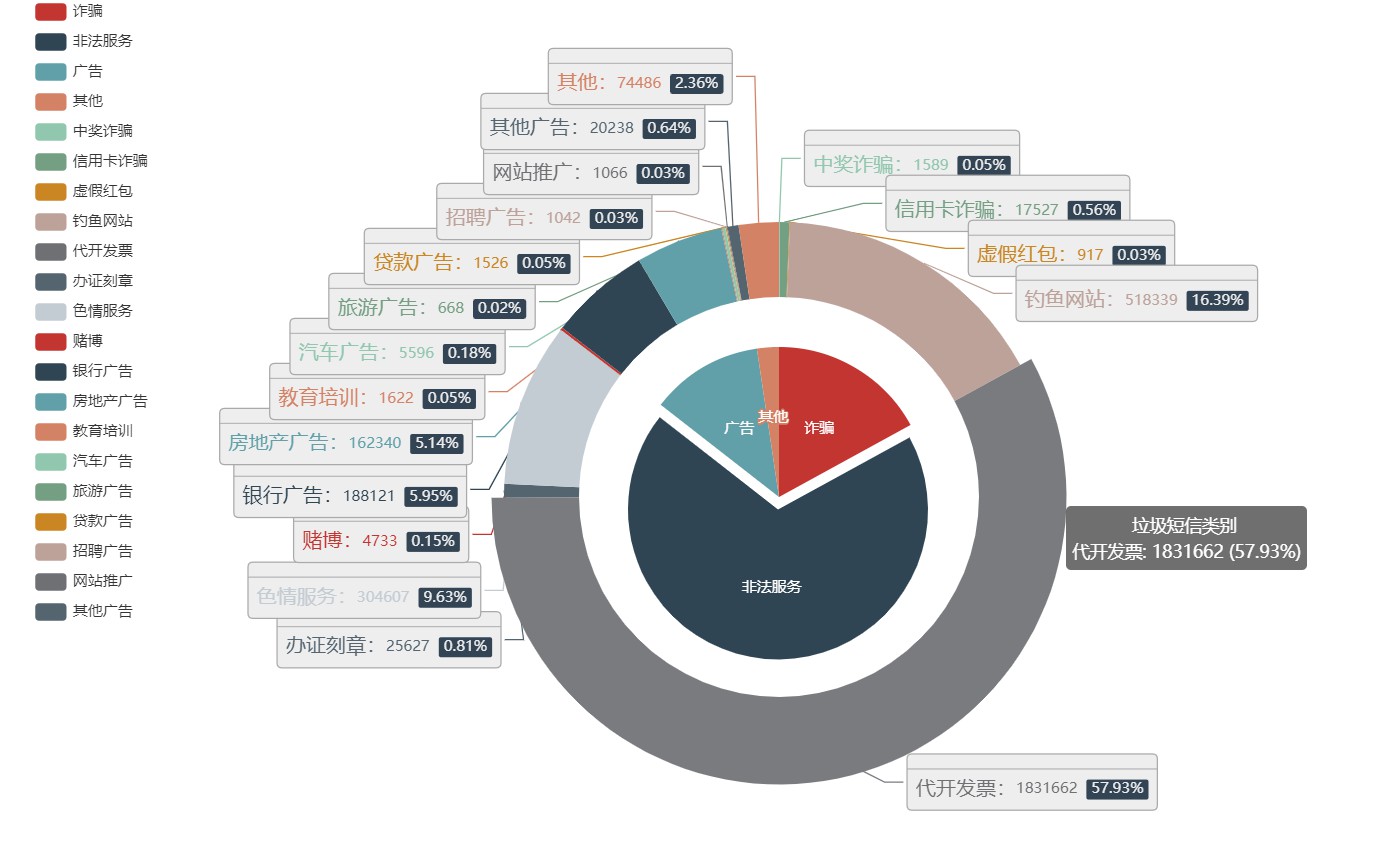 诈骗
非法服务
广告
其他
中奖诈骗
信用卡诈骗
虚假红包
钓鱼网站
代开发票
办证刻章
色情服务
赌博
银行广告
房地产广告
教育培训
汽车广告
旅游广告
贷款广告
招聘广告
网站推广
其他广告
其他: 74486 2.36%
其他广告: 20238 0.64%
网站推广: 1066 0.03%
招聘广告: 1042 0.03%
贷款广告: 1526 0.05%
旅游广告: 668 0.02%
汽车广告: 5596 0.18%
教育培训: 1622 0.05%
房地产广告: 162340 5.14%
银行广告: 188121 5.95%
赌博: 4733 0.15%
色情服务: 304607 9.63%
办证刻章: 25627 0.81%
中奖诈骗: 1589 0.05%
信用卡诈骗: 17527 0.56%
虚假红包: 917 0.03%
钓鱼网站: 518339 16.39%
广告
其他
诈骗
非法服务
垃圾短信类别
代开发票: 1831662 (57.93%)
代开发票: 1831662 57.93%